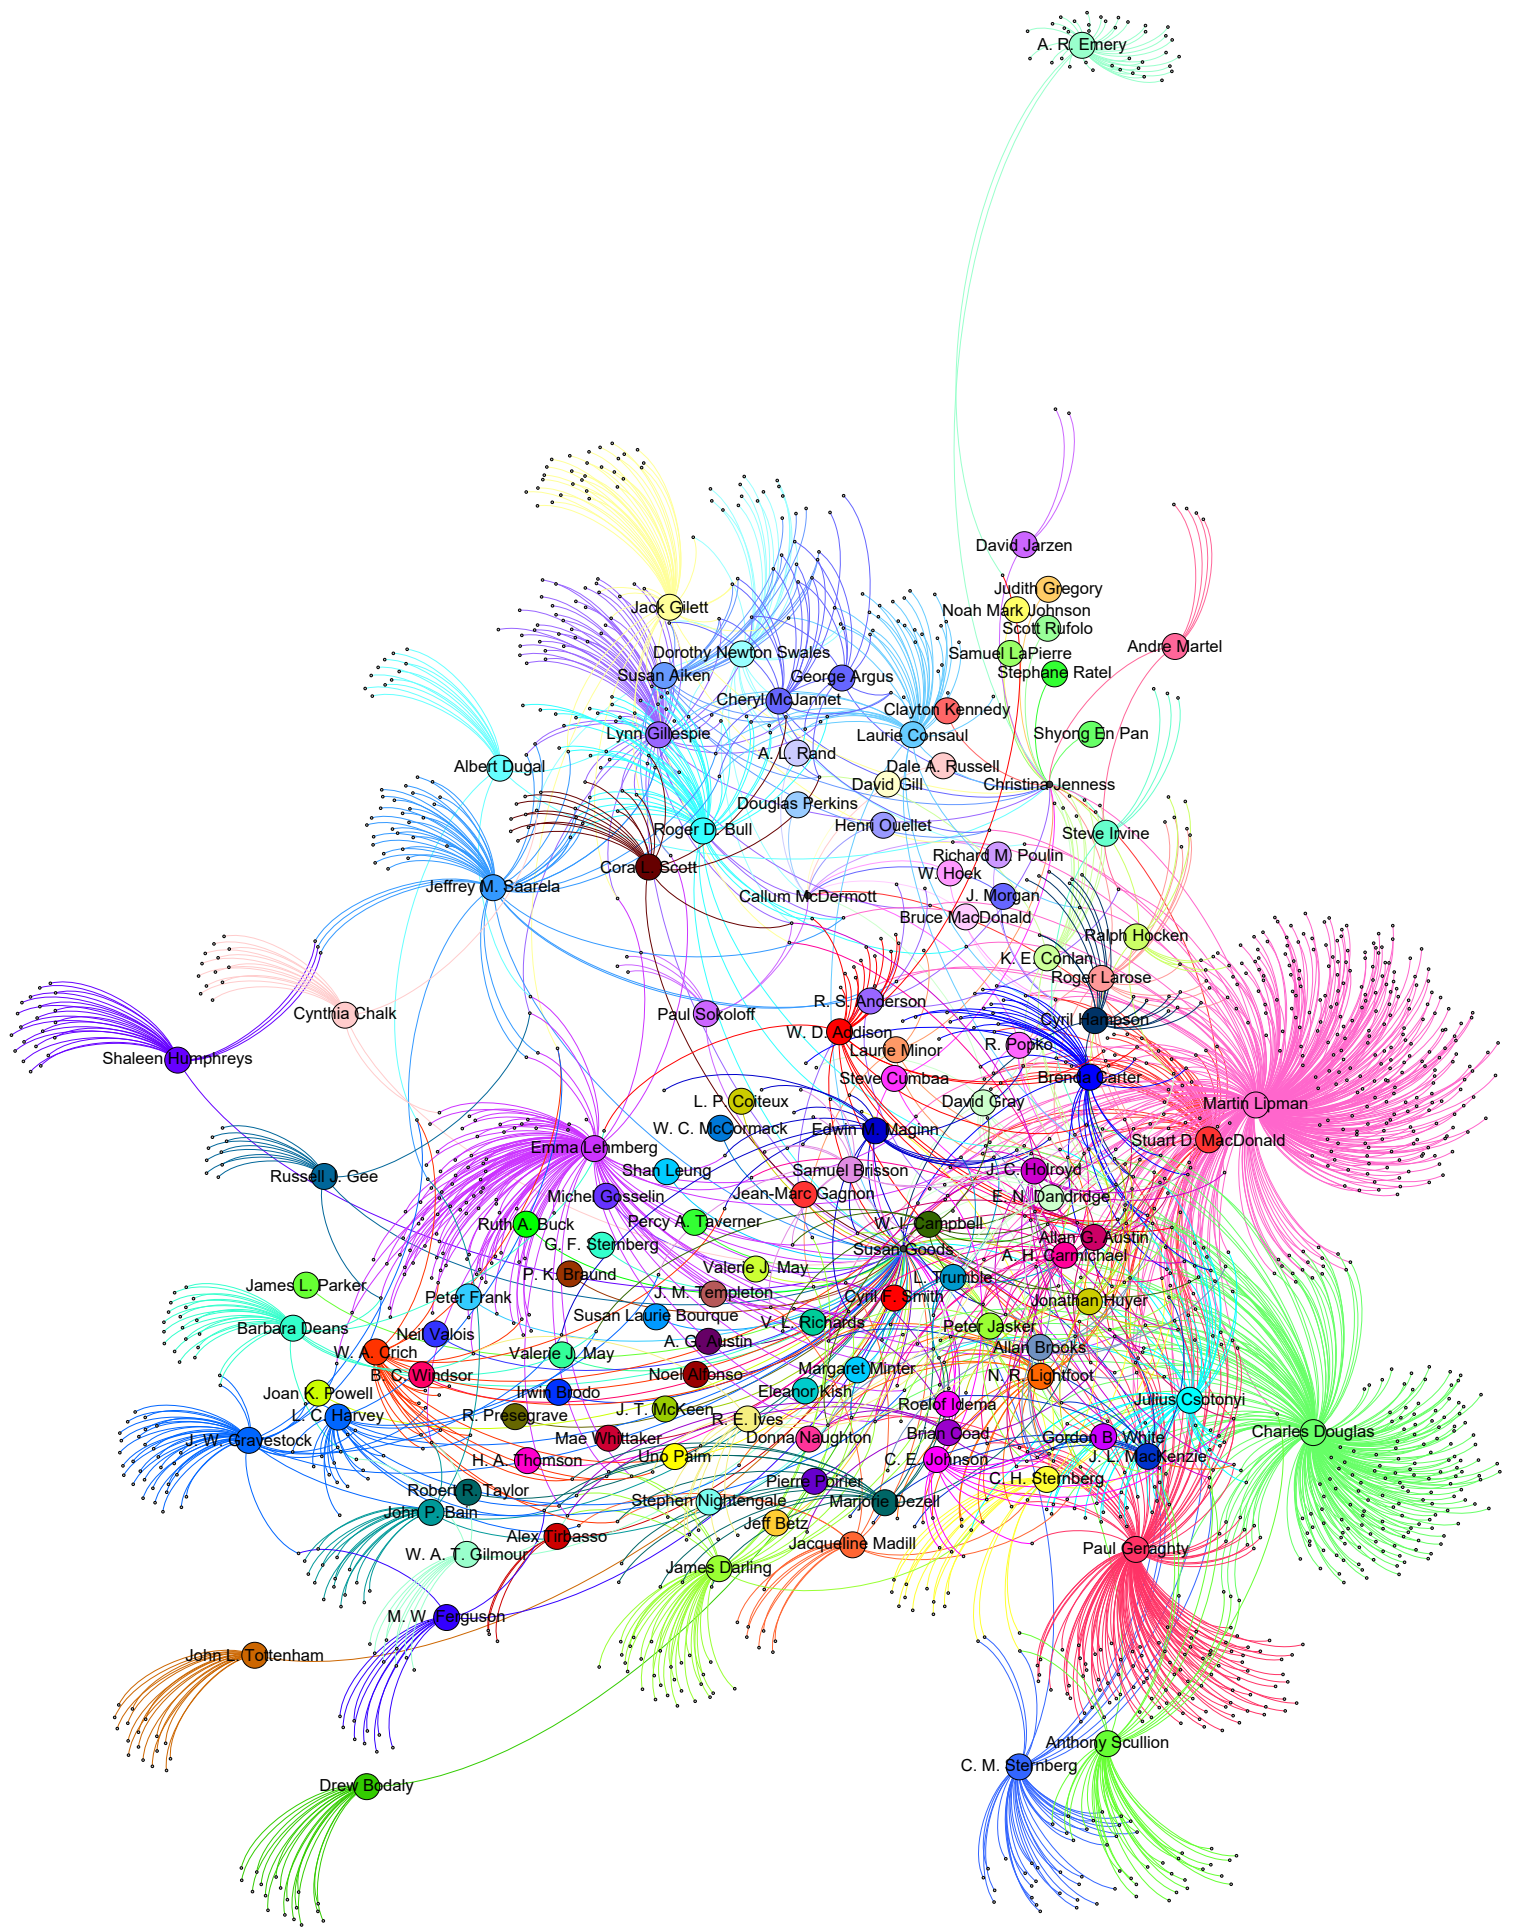 A. R. Emery
David Jarzen
Judith Gregory
Jack Gilett
Noah Mark Johnson
Scott Rufolo
Andre Martel
Dorothy Newton Swales
Samuel LaPierre
Susan Aiken
George Argus
Stephane Ratel
Cheryl McJannet
Clayton Kennedy
Lynn Gillespie
Laurie Consaul
Shyong En Pan
A. L. Rand
Albert Dugal
Dale A. Russell
David Gill
Christina Jenness
Douglas Perkins
Roger D. Bull
Henri Ouellet
Steve Irvine
Richard M. Poulin
Cora L. Scott
W. Hoek
Jeffrey M. Saarela
Callum McDermott
J. Morgan
Bruce MacDonald
Ralph Hocken
K. E. Conlan
Roger Larose
R. S. Anderson
Cynthia Chalk
Paul Sokoloff
Cyril Hampson
W. D. Addison
R. Popko
Laurie Minor
Shaleen Humphreys
Steve Cumbaa
Brenda Carter
L. P. Coiteux
David Gray
Martin Lipman
W. C. McCormack
Edwin M. Maginn
Stuart D. MacDonald
Emma Lehmberg
Shan Leung
Samuel Brisson
J. C. Holroyd
Russell J. Gee
Michel Gosselin
Jean-Marc Gagnon
E. N. Dandridge
Ruth A. Buck
Percy A. Taverner
W. I. Campbell
Allan G. Austin
G. F. Sternberg
Susan Goods
A. H. Carmichael
Valerie J. May
P. K. Braund
L. Trumble
James L. Parker
J. M. Templeton
Peter Frank
Cyril F. Smith
Jonathan Huyer
Susan Laurie Bourque
V. L. Richards
Peter Jasker
Barbara Deans
Neil Valois
A. G. Austin
Allan Brooks
W. A. Crich
Valerie J. May
Margaret Minter
B. C. Windsor
Noel Alfonso
N. R. Lightfoot
Joan K. Powell
Irwin Brodo
Eleanor Kish
Julius Csotonyi
Roelof Idema
L. C. Harvey
R. Presegrave
J. T. McKeen
R. E. Ives
Charles Douglas
J. W. Gravestock
Mae Whittaker
Donna Naughton
Brian Coad
Gordon B. White
H. A. Thomson
Uno Paim
C. E. Johnson
J. L. MacKenzie
Pierre Poirier
C. H. Sternberg
Robert R. Taylor
Stephen Nightengale
Marjorie Dezell
John P. Bain
Jeff Betz
Alex Tirbasso
Jacqueline Madill
W. A. T. Gilmour
Paul Geraghty
James Darling
M. W. Ferguson
John L. Tottenham
Anthony Scullion
C. M. Sternberg
Drew Bodaly